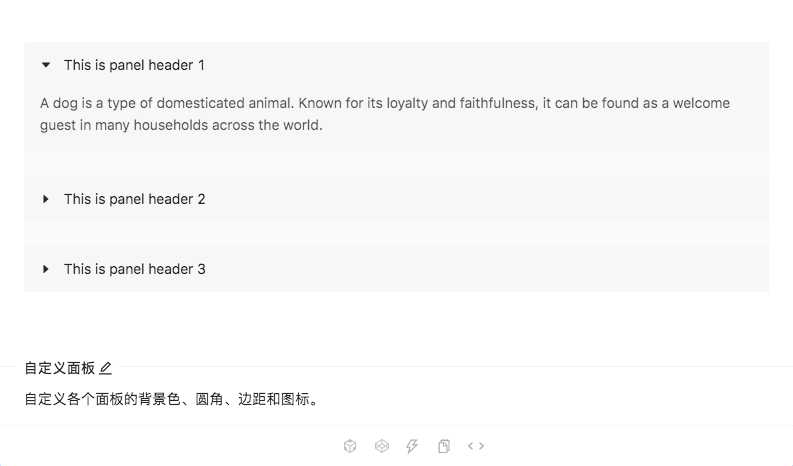 This is panel header 1
A dog is a type of domesticated animal. Known for its loyalty and faithfulness, it can be found as a welcome
guest in many households across the world.
This is panel header 2
This is panel header 3
自定义面板
自定义各个面板的背景色、圆角、边距和图标。